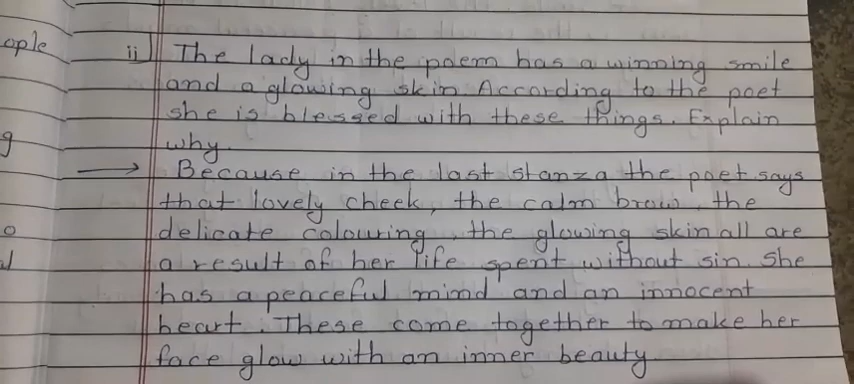 ople
ii] The lady in the poem has a winning smile
and a glowing skin According to the poet
she is blessed with these things. Explain
g
why.
→ Because in the last stanza the poet says
that lovely cheek, the calm brow, the
o
delicate colouring, the glowing skin all are
a result of her life spent without sin. She
has a peaceful mind and an innocent
heart. These come together to make her
face glow with an inner beauty